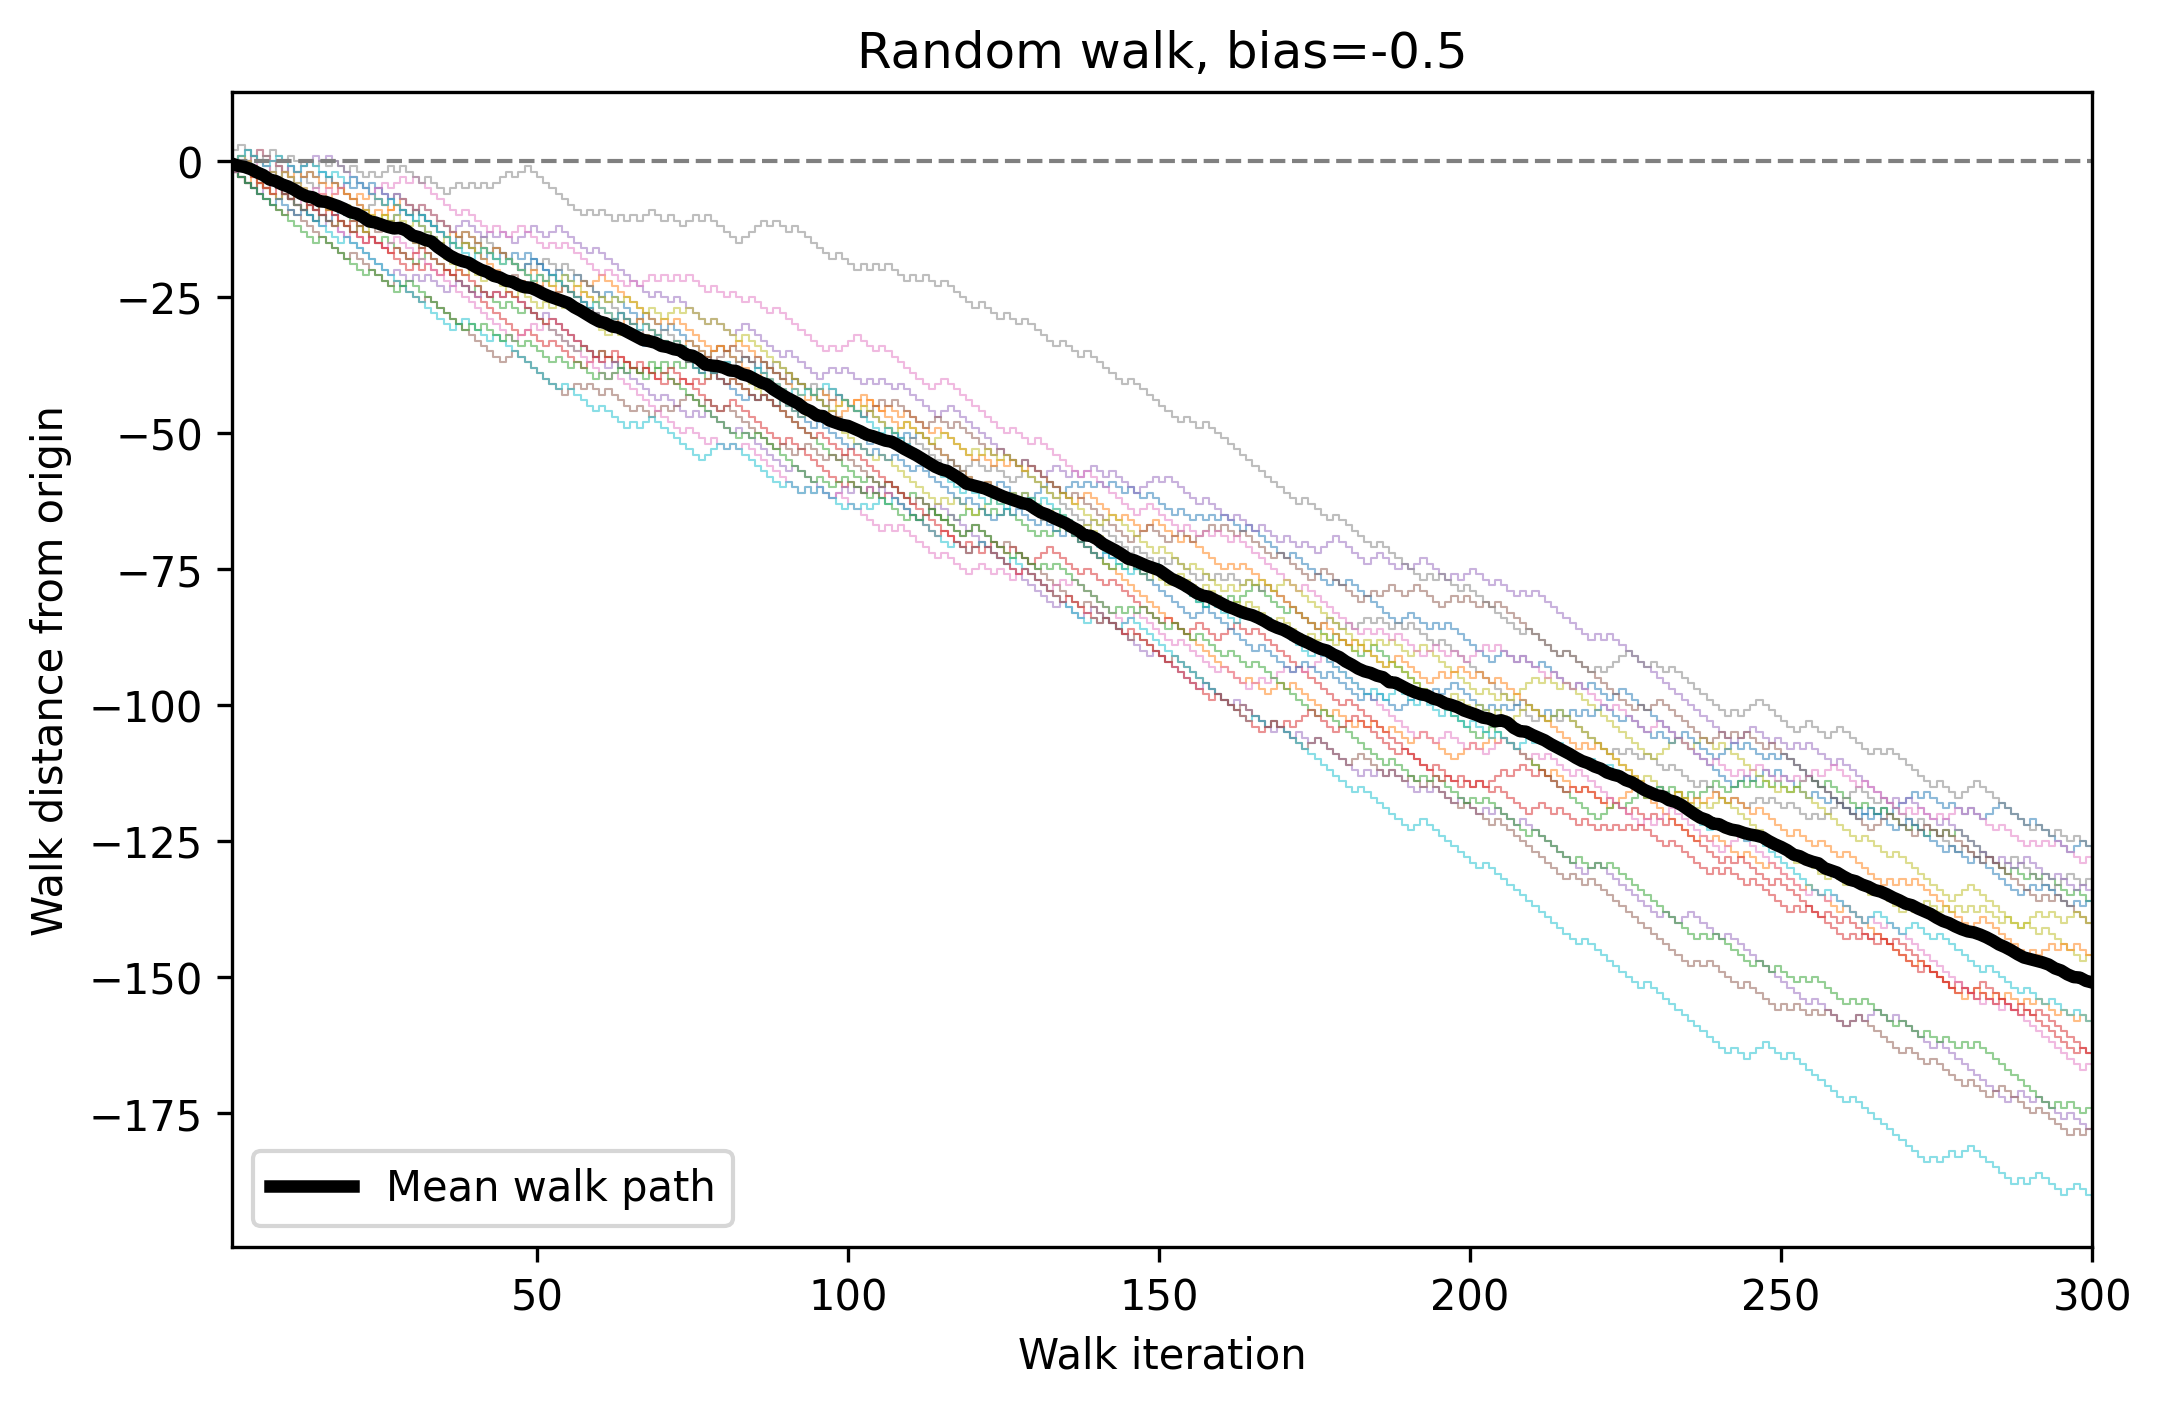 Random walk, bias=-0.5
Walk distance from origin
0
−25
−50
−75
−100
−125
−150
−175
Mean walk path
50 100 150 200 250 300
Walk iteration